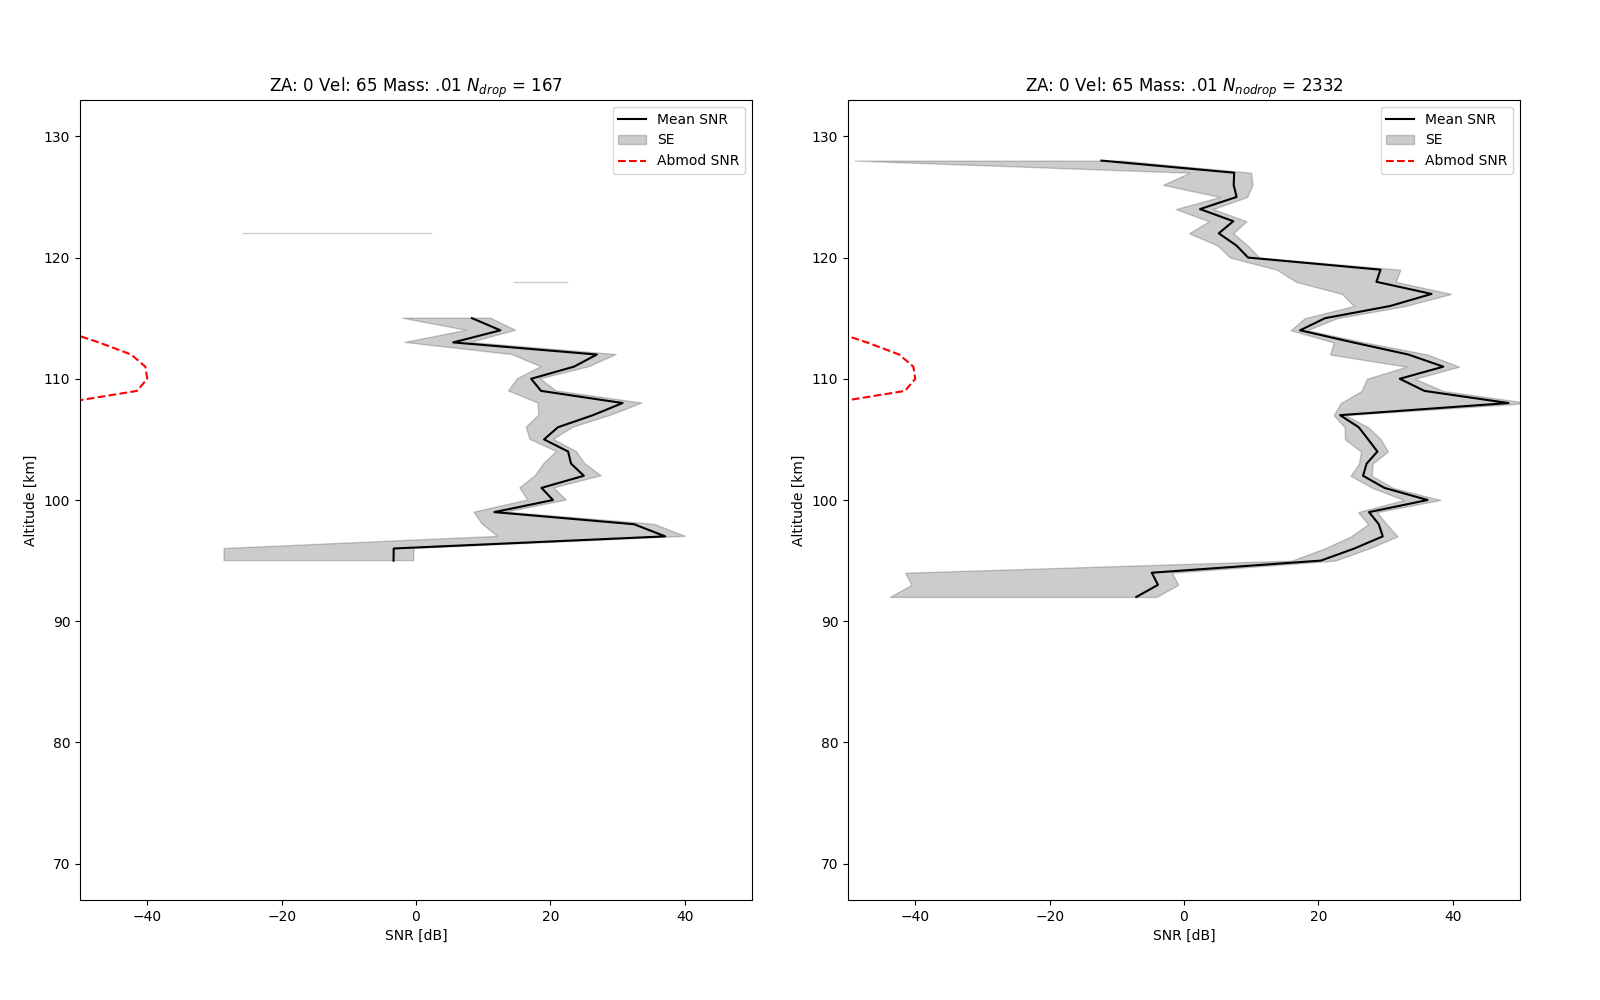 ZA: 0 Vel: 65 Mass: .01 N_drop = 167
Mean SNR
SE
Abmod SNR
130
120
110
100
90
80
70
Altitude [km]
−40
−20
0
20
40
SNR [dB]
ZA: 0 Vel: 65 Mass: .01 N_nodrop = 2332
Mean SNR
SE
Abmod SNR
130
120
110
100
90
80
70
Altitude [km]
−40
−20
0
20
40
SNR [dB]